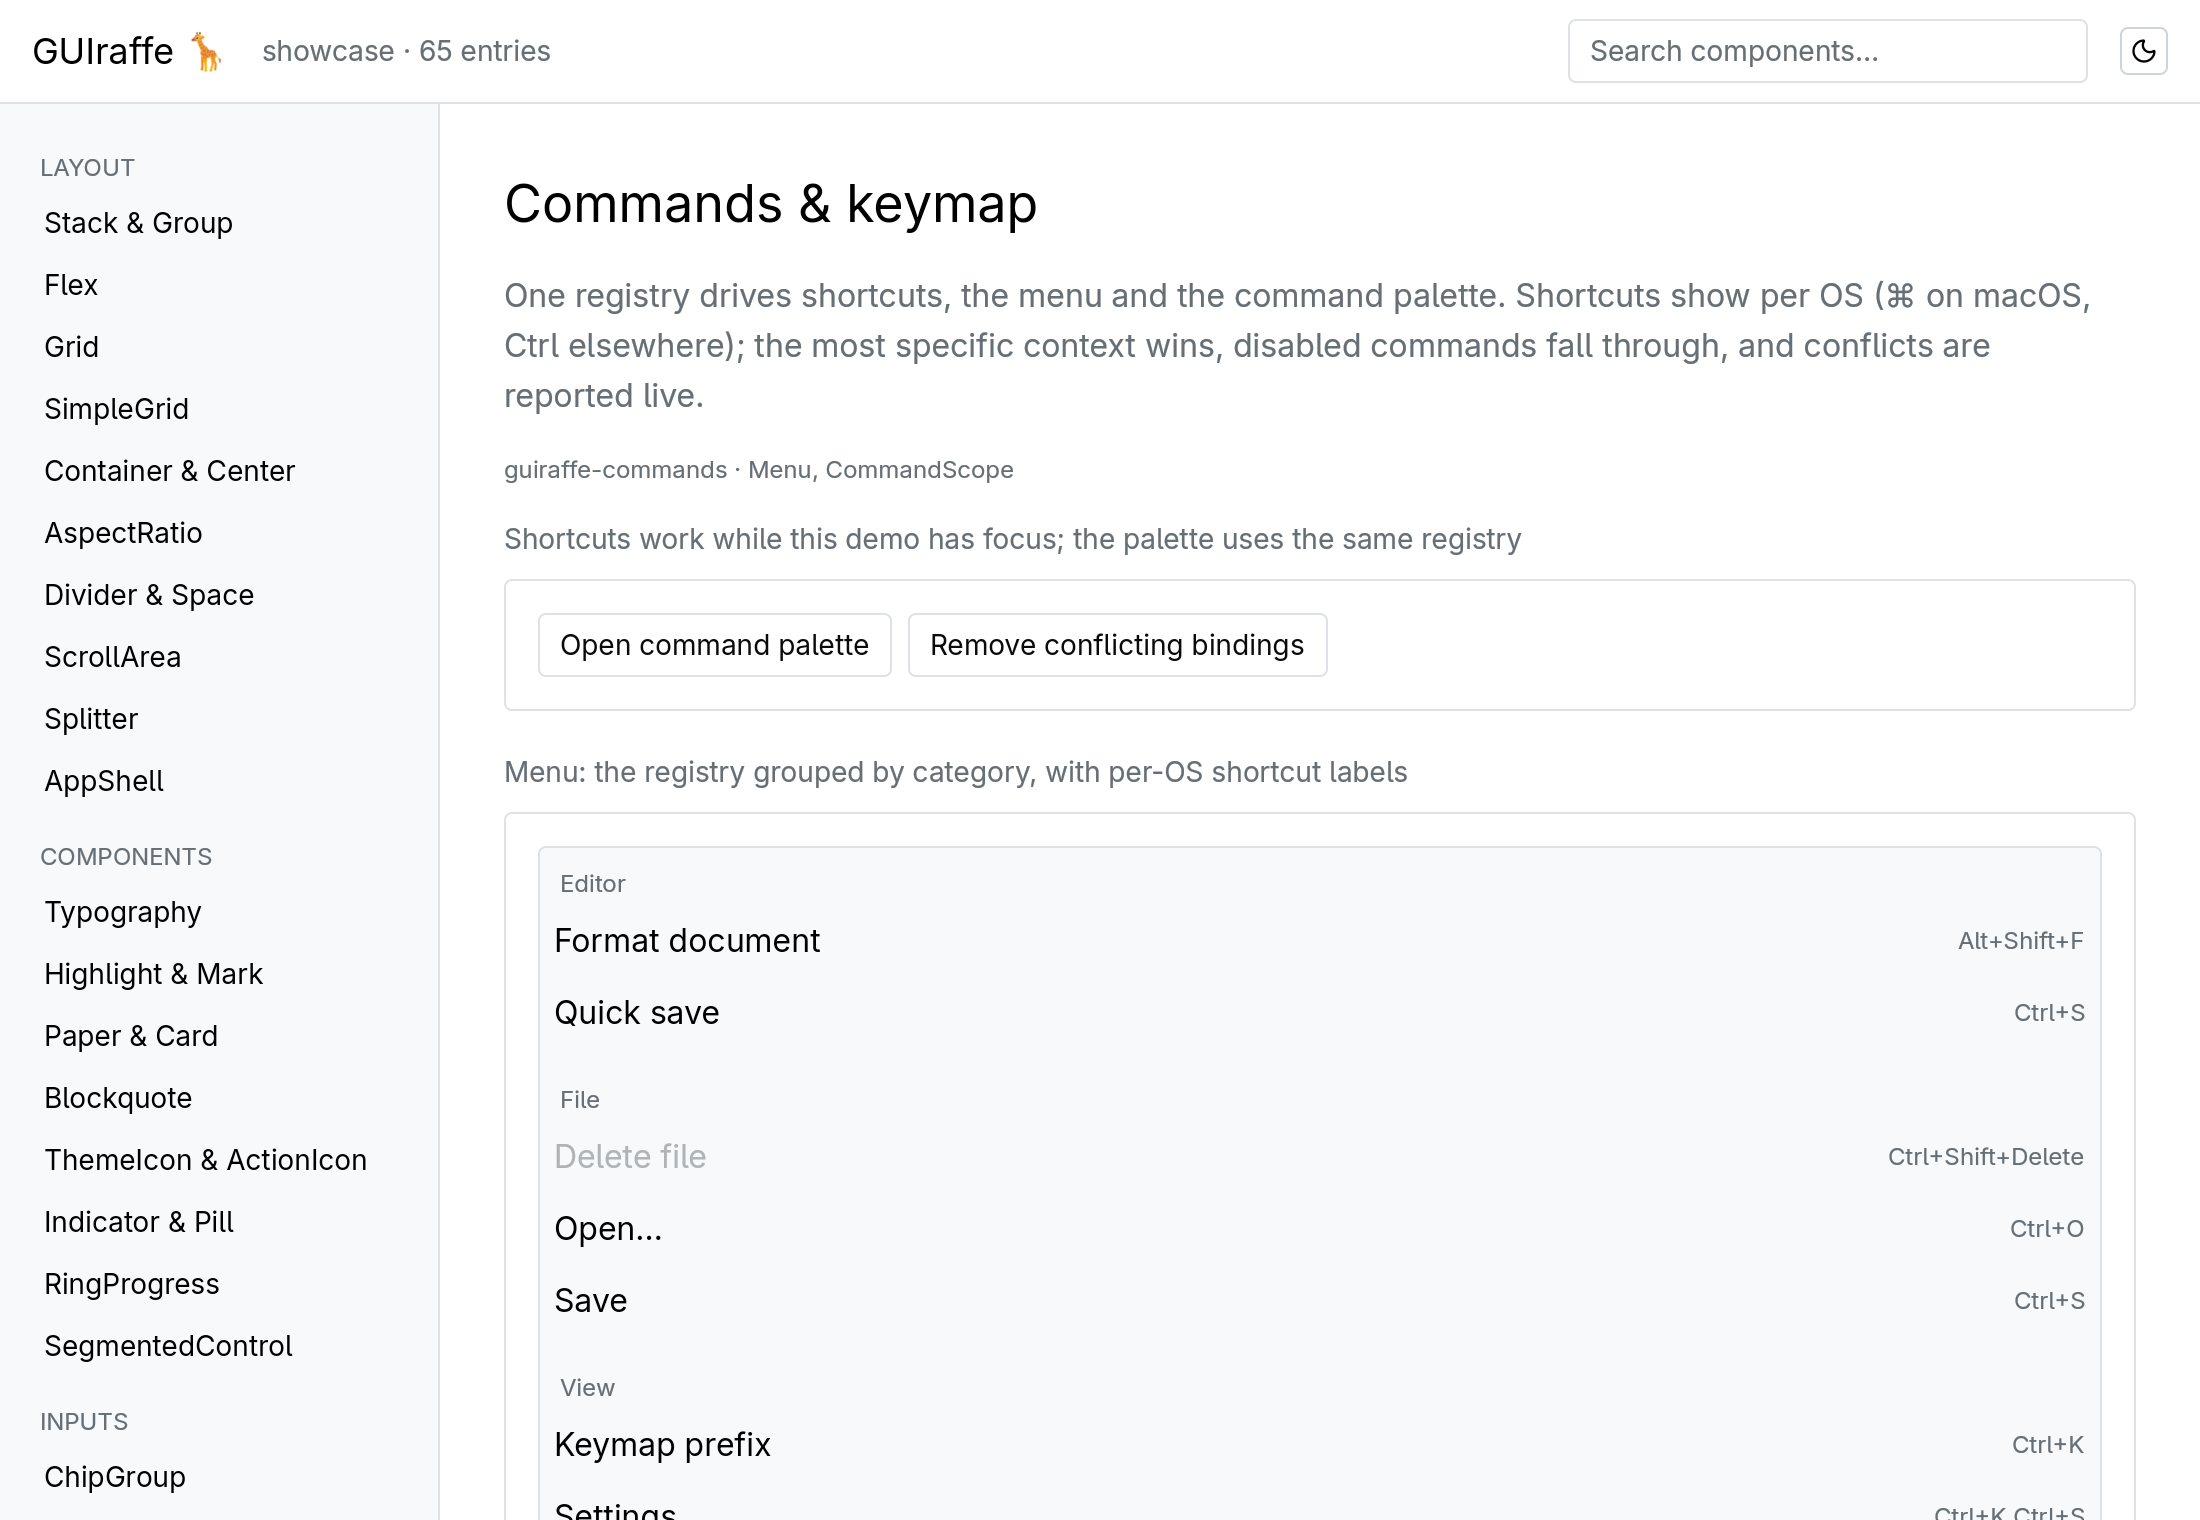 GUIraffe 🦒 showcase · 65 entries
Search components...
LAYOUT
Stack & Group
Flex
Grid
SimpleGrid
Container & Center
AspectRatio
Divider & Space
ScrollArea
Splitter
AppShell
COMPONENTS
Typography
Highlight & Mark
Paper & Card
Blockquote
ThemeIcon & ActionIcon
Indicator & Pill
RingProgress
SegmentedControl
INPUTS
ChipGroup
Commands & keymap
One registry drives shortcuts, the menu and the command palette. Shortcuts show per OS (⌘ on macOS,
Ctrl elsewhere); the most specific context wins, disabled commands fall through, and conflicts are
reported live.
guiraffe-commands · Menu, CommandScope
Shortcuts work while this demo has focus; the palette uses the same registry
Open command palette
Remove conflicting bindings
Menu: the registry grouped by category, with per-OS shortcut labels
Editor
Format document Alt+Shift+F
Quick save Ctrl+S
File
Delete file Ctrl+Shift+Delete
Open... Ctrl+O
Save Ctrl+S
View
Keymap prefix Ctrl+K
Settings Ctrl+K Ctrl+S